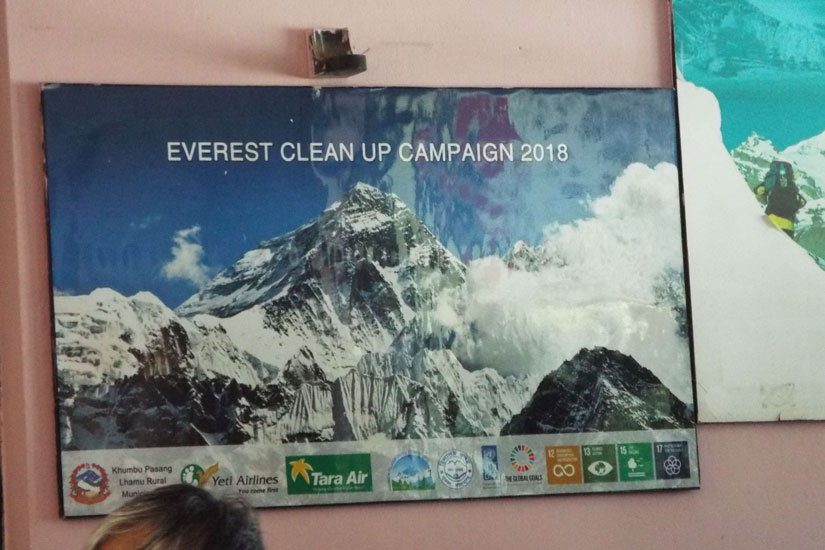 EVEREST CLEAN UP CAMPAIGN 2018
Khumbu Pasang
Lhamu Rural
Yeti Airlines
You come first
Tara Air
THE GLOBAL GOALS
12
13
15
17